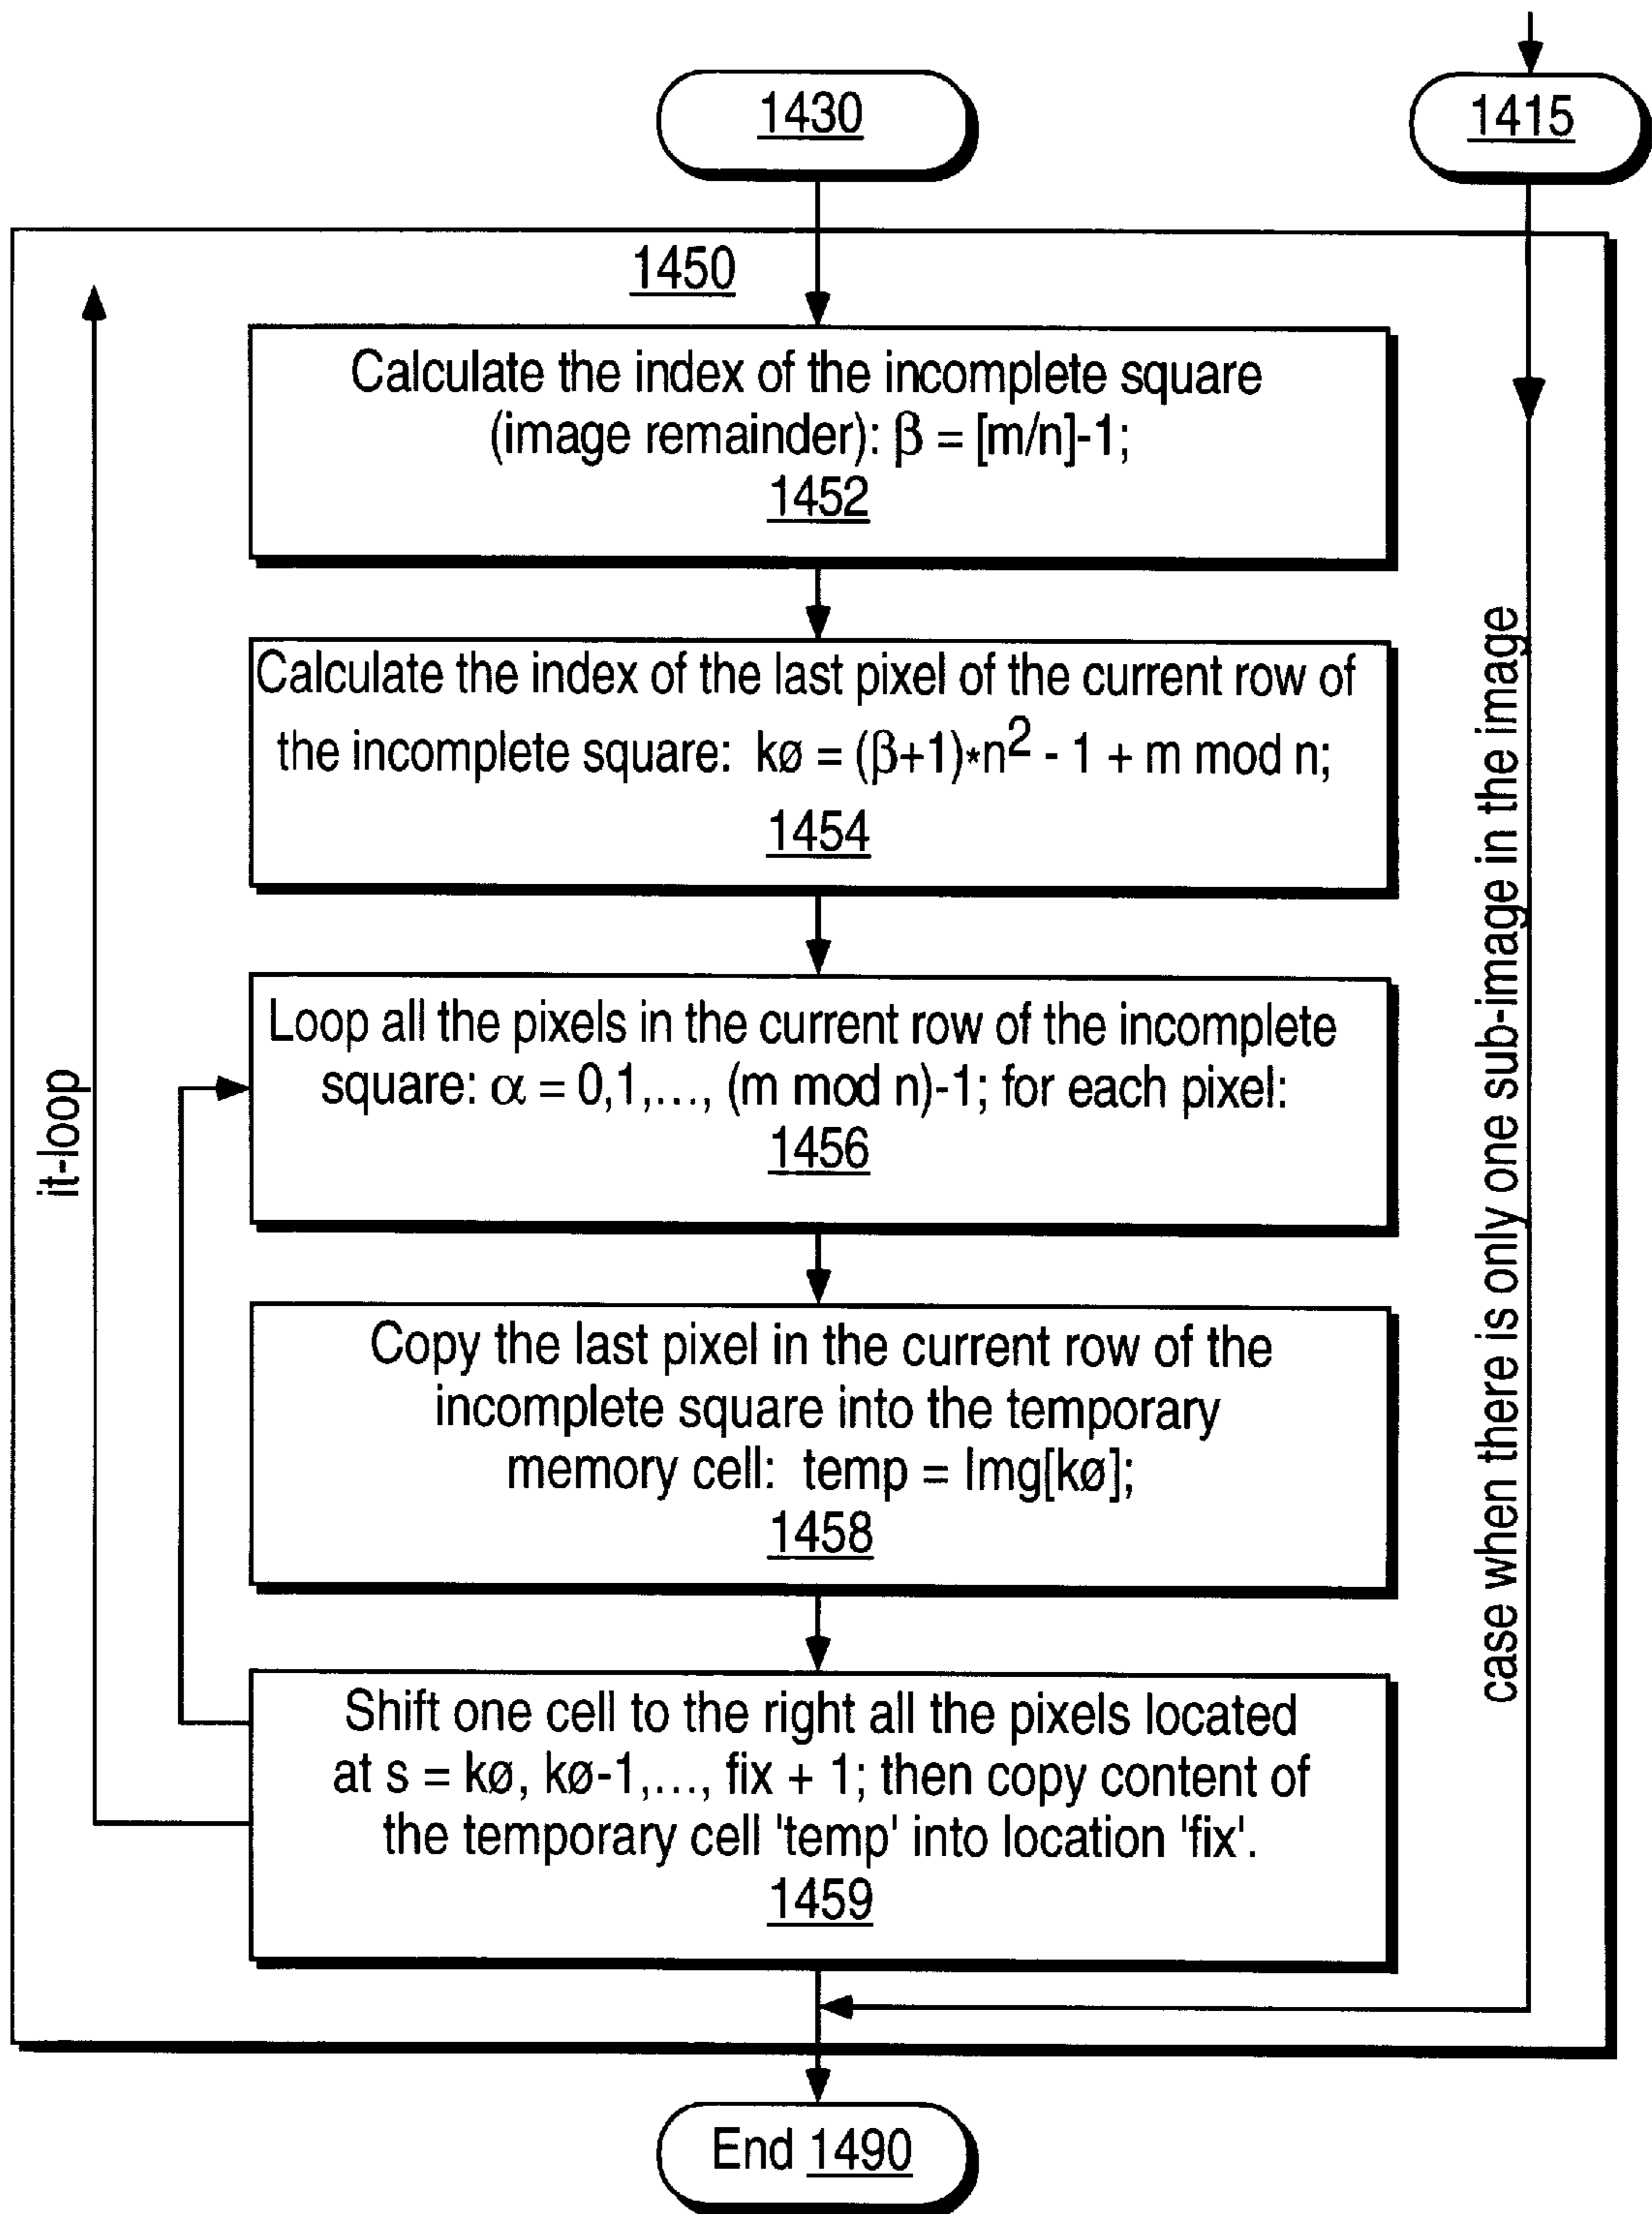 1430
1415
1450
Calculate the index of the incomplete square
(image remainder): β = [m/n]-1;
1452
Calculate the index of the last pixel of the current row of
the incomplete square: kø = (β+1)*n² - 1 + m mod n;
1454
Loop all the pixels in the current row of the incomplete
square: α = 0,1,..., (m mod n)-1; for each pixel:
1456
Copy the last pixel in the current row of the
incomplete square into the temporary
memory cell: temp = Img[kø];
1458
Shift one cell to the right all the pixels located
at s = kø, kø-1,..., fix + 1; then copy content of
the temporary cell 'temp' into location 'fix'.
1459
it-loop
case when there is only one sub-image in the image
End 1490